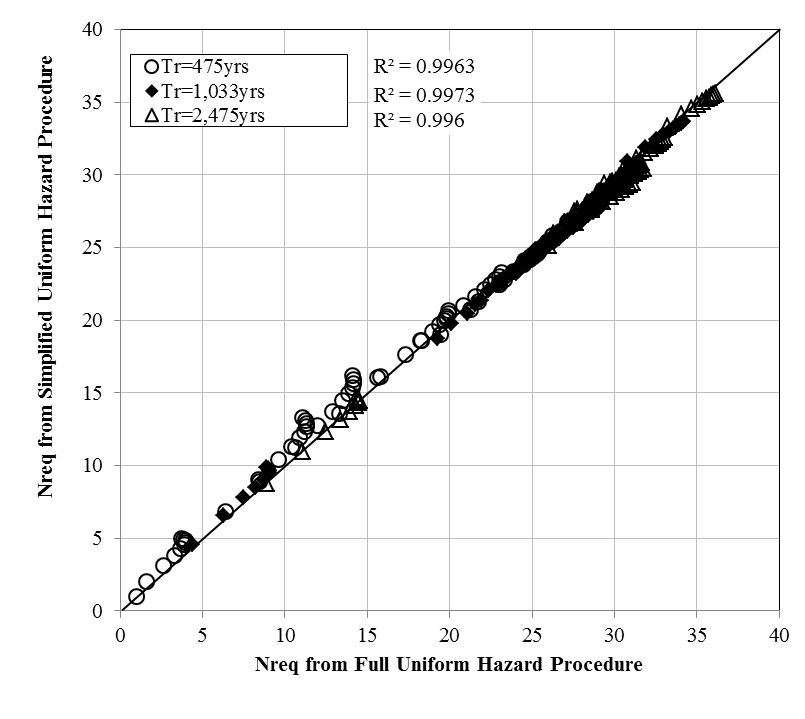 40
35
30
25
20
15
10
5
0
Nreq from Simplified Uniform Hazard Procedure
Tr=475yrs
Tr=1,033yrs
Tr=2,475yrs
R² = 0.9963
R² = 0.9973
R² = 0.996
0 5 10 15 20 25 30 35 40
Nreq from Full Uniform Hazard Procedure